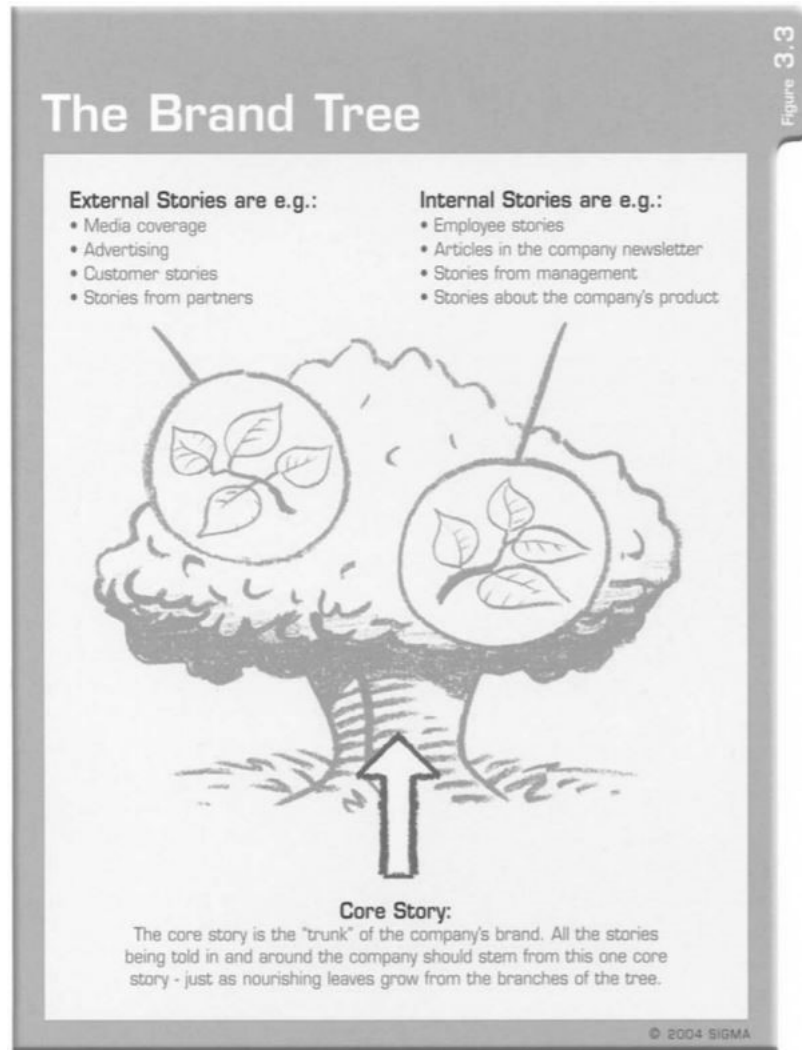 Figure 3.3
The Brand Tree
External Stories are e.g.:
• Media coverage
• Advertising
• Customer stories
• Stories from partners
Internal Stories are e.g.:
• Employee stories
• Articles in the company newsletter
• Stories from management
• Stories about the company's product
Core Story:
The core story is the "trunk" of the company's brand. All the stories
being told in and around the company should stem from this one core
story - just as nourishing leaves grow from the branches of the tree.
© 2004 SIGMA